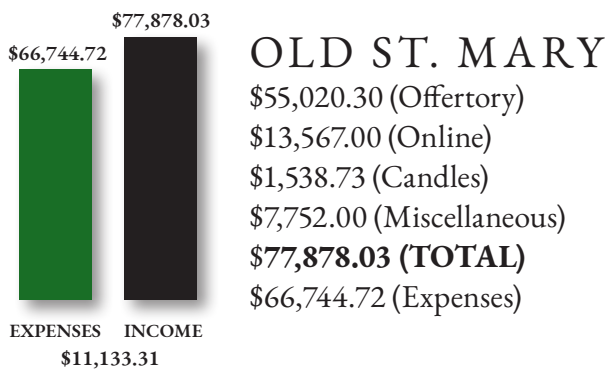 $77,878.03
$66,744.72
EXPENSES INCOME
$11,133.31
OLD ST. MARY
$55,020.30 (Offertory)
$13,567.00 (Online)
$1,538.73 (Candles)
$7,752.00 (Miscellaneous)
$77,878.03 (TOTAL)
$66,744.72 (Expenses)